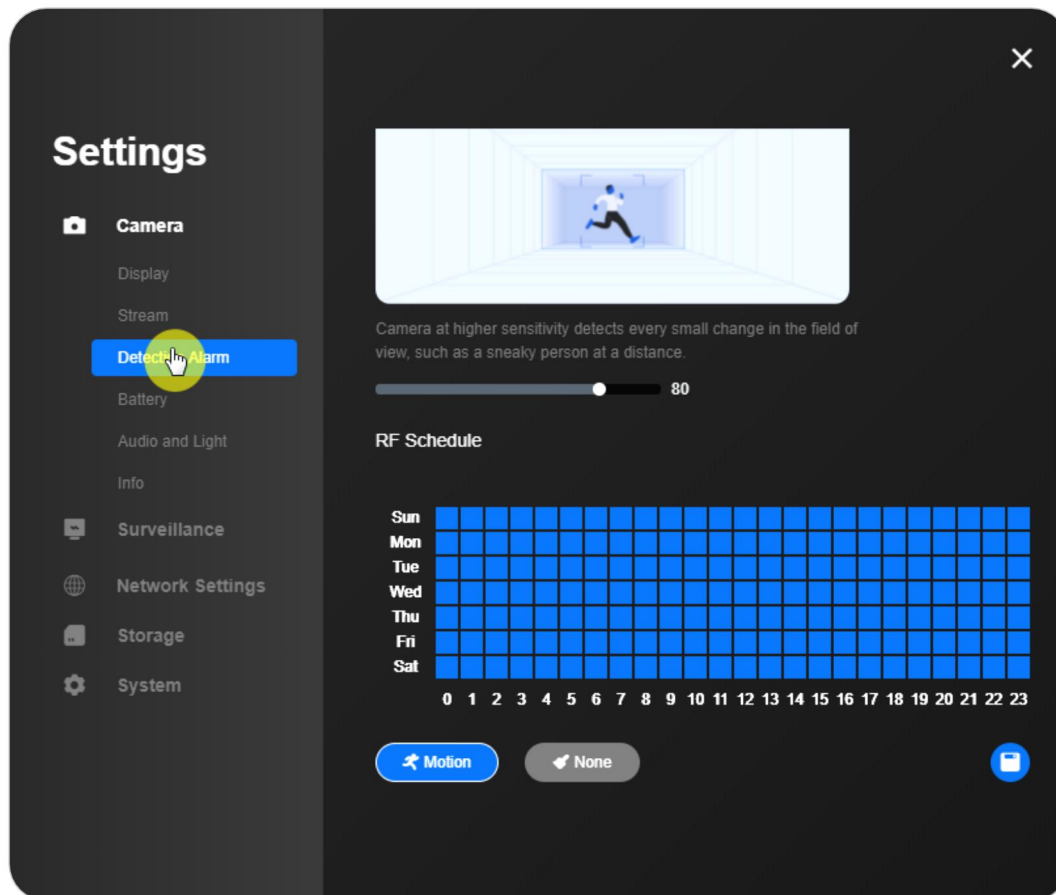 Settings
Camera
Display
Stream
Detection Alarm
Battery
Audio and Light
Info
Surveillance
Network Settings
Storage
System
Camera at higher sensitivity detects every small change in the field of
view, such as a sneaky person at a distance.
80
RF Schedule
Sun
Mon
Tue
Wed
Thu
Fri
Sat
0 1 2 3 4 5 6 7 8 9 10 11 12 13 14 15 16 17 18 19 20 21 22 23
Motion None